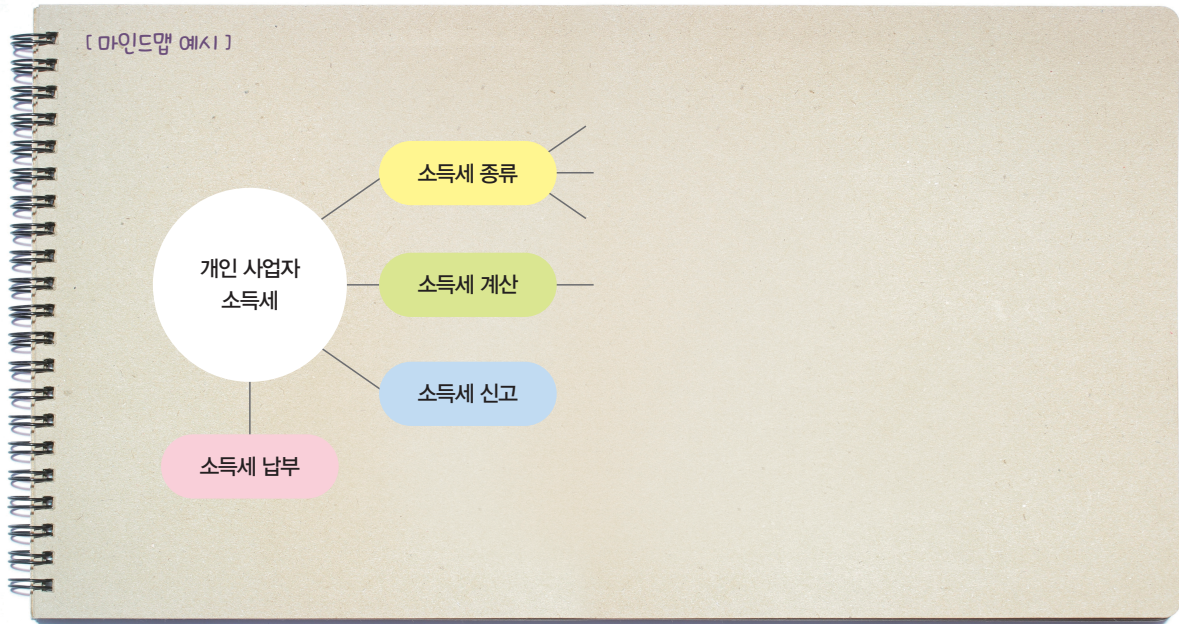 [ 마인드맵 예시 ]
소득세 종류
개인 사업자
소득세
소득세 계산
소득세 신고
소득세 납부